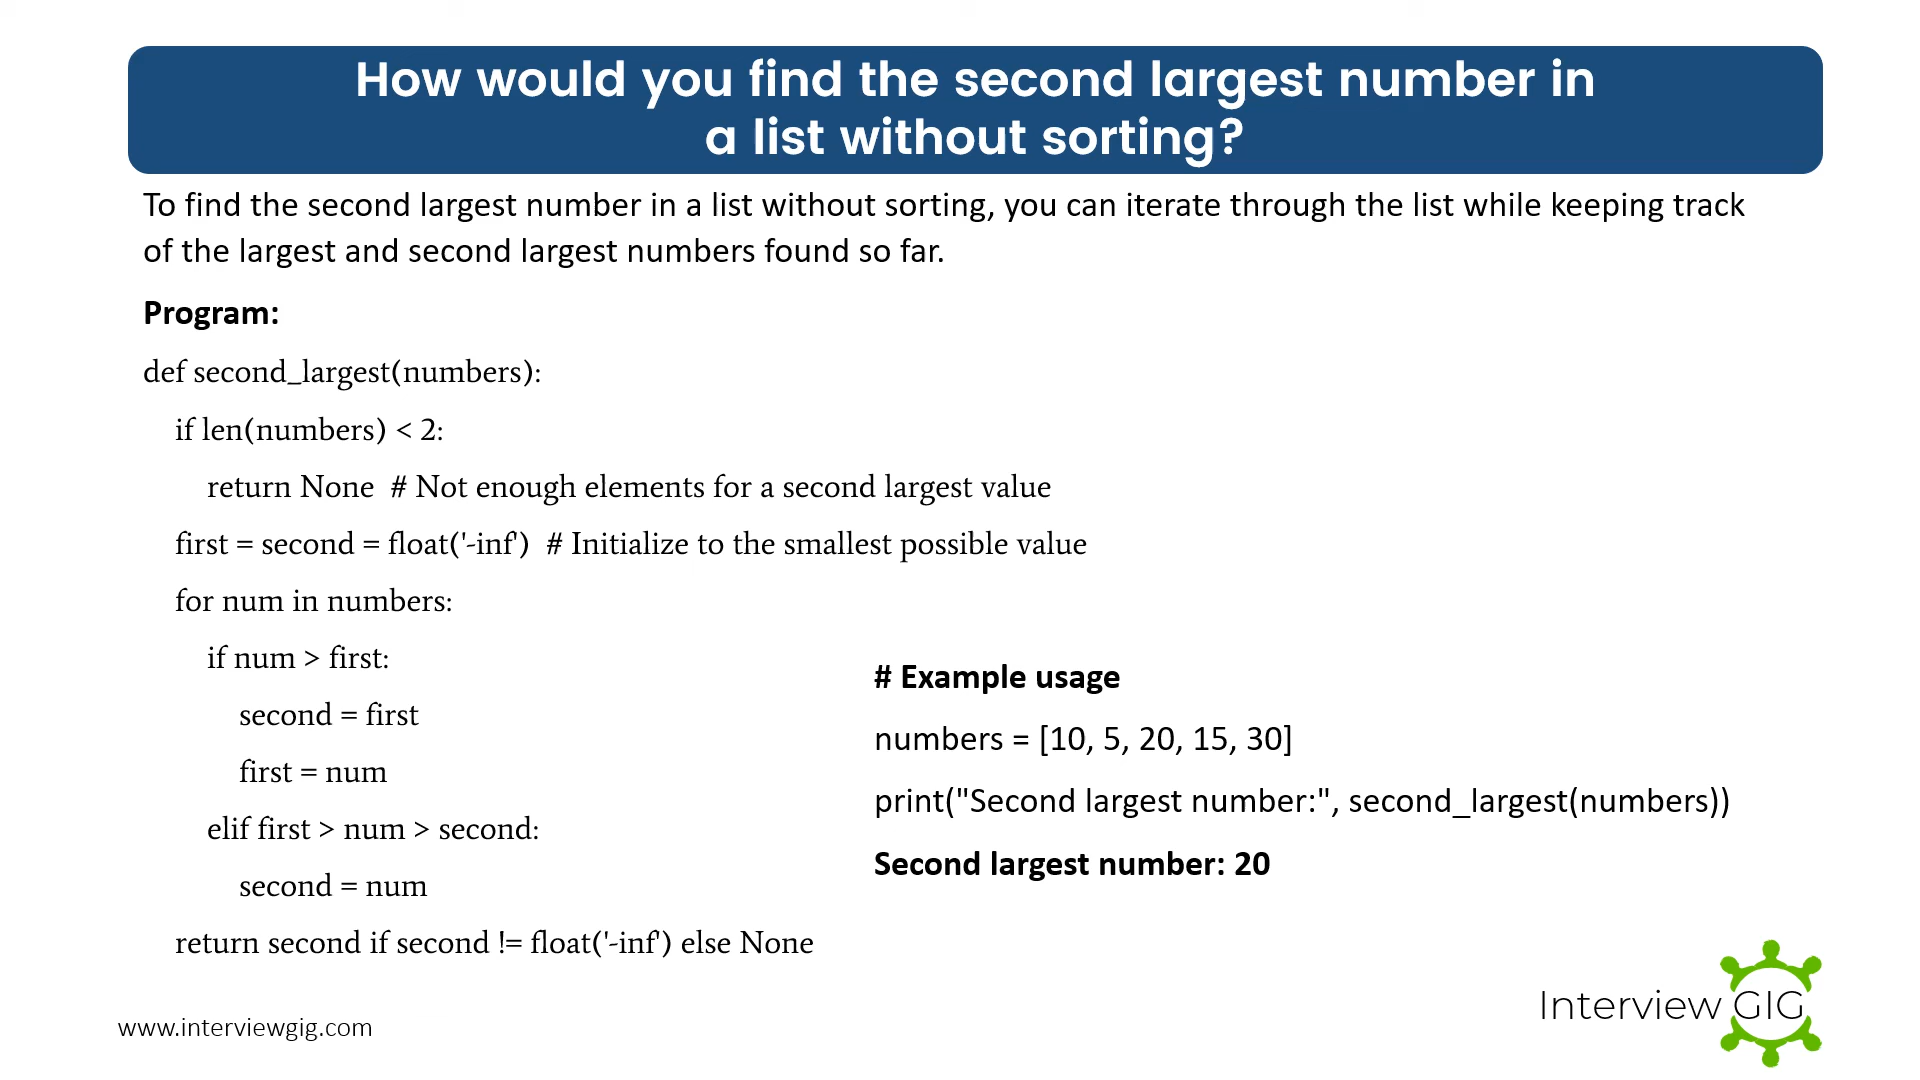 How would you find the second largest number in
a list without sorting?
To find the second largest number in a list without sorting, you can iterate through the list while keeping track
of the largest and second largest numbers found so far.
Program:
def second_largest(numbers):
if len(numbers) < 2:
return None # Not enough elements for a second largest value
first = second = float('-inf') # Initialize to the smallest possible value
for num in numbers:
if num > first:
second = first
first = num
elif first > num > second:
second = num
return second if second != float('-inf') else None
# Example usage
numbers = [10, 5, 20, 15, 30]
print("Second largest number:", second_largest(numbers))
Second largest number: 20
www.interviewgig.com
Interview GIG